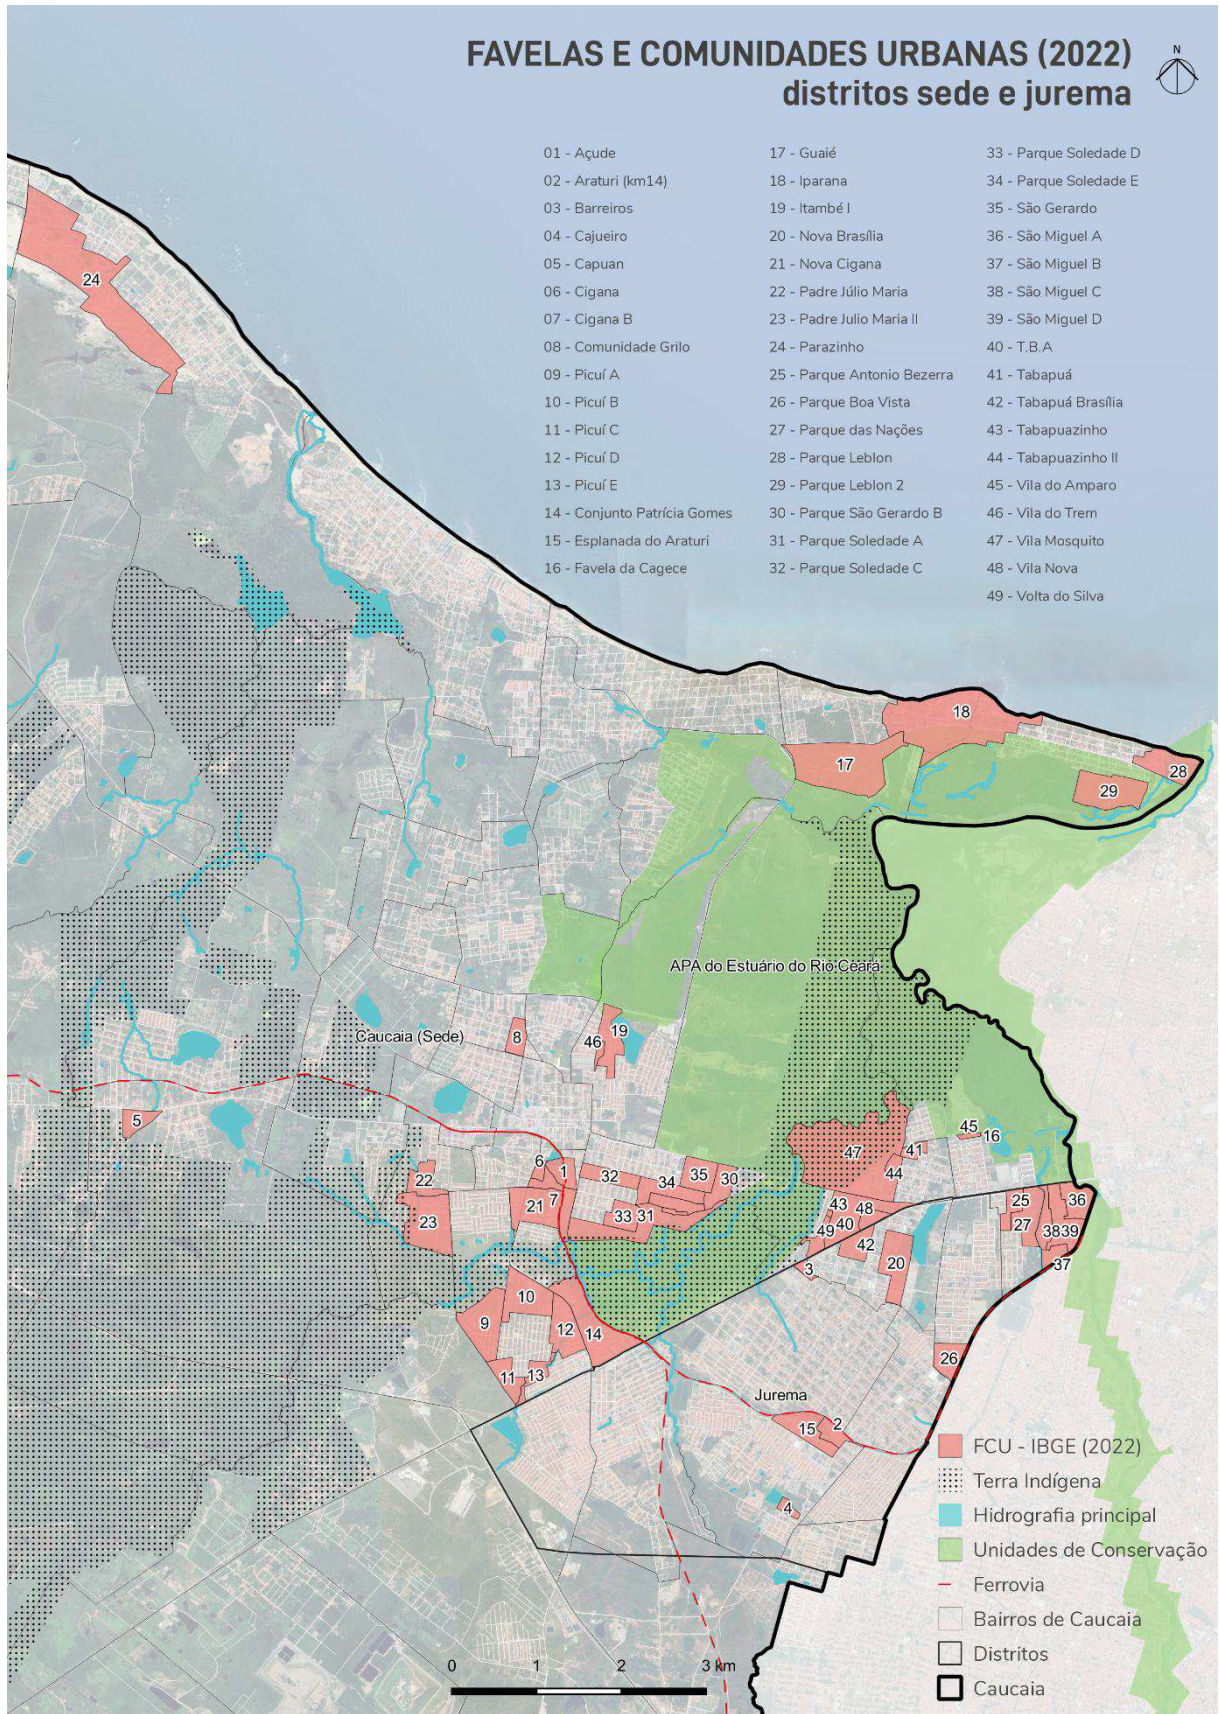 FAVELAS E COMUNIDADES URBANAS (2022)
distritos sede e jurema
N
01 - Açude
02 - Araturi (km14)
03 - Barreiros
04 - Cajueiro
05 - Capuan
06 - Cigana
07 - Cigana B
08 - Comunidade Grilo
09 - Picuí A
10 - Picuí B
11 - Picuí C
12 - Picuí D
13 - Picuí E
14 - Conjunto Patrícia Gomes
15 - Esplanada do Araturi
16 - Favela da Cagece
17 - Guaié
18 - Iparana
19 - Itambé I
20 - Nova Brasília
21 - Nova Cigana
22 - Padre Júlio Maria
23 - Padre Julio Maria II
24 - Parazinho
25 - Parque Antonio Bezerra
26 - Parque Boa Vista
27 - Parque das Nações
28 - Parque Leblon
29 - Parque Leblon 2
30 - Parque São Gerardo B
31 - Parque Soledade A
32 - Parque Soledade C
33 - Parque Soledade D
34 - Parque Soledade E
35 - São Gerardo
36 - São Miguel A
37 - São Miguel B
38 - São Miguel C
39 - São Miguel D
40 - T.B.A
41 - Tabapuá
42 - Tabapuá Brasília
43 - Tabapuazinho
44 - Tabapuazinho II
45 - Vila do Amparo
46 - Vila do Trem
47 - Vila Mosquito
48 - Vila Nova
49 - Volta do Silva
24
18
17
28
29
APA do Estuário do Rio Ceará
Caucaia (Sede)
8
46
19
5
45
16
41
47
44
6
1
32
35
30
34
22
21
7
33
31
23
43
48
49
40
42
20
3
25
36
27
38
39
37
10
9
12
14
11
13
26
Jurema
15
2
4
FCU - IBGE (2022)
Terra Indígena
Hidrografia principal
Unidades de Conservação
Ferrovia
Bairros de Caucaia
Distritos
Caucaia
0
1
2
3 km